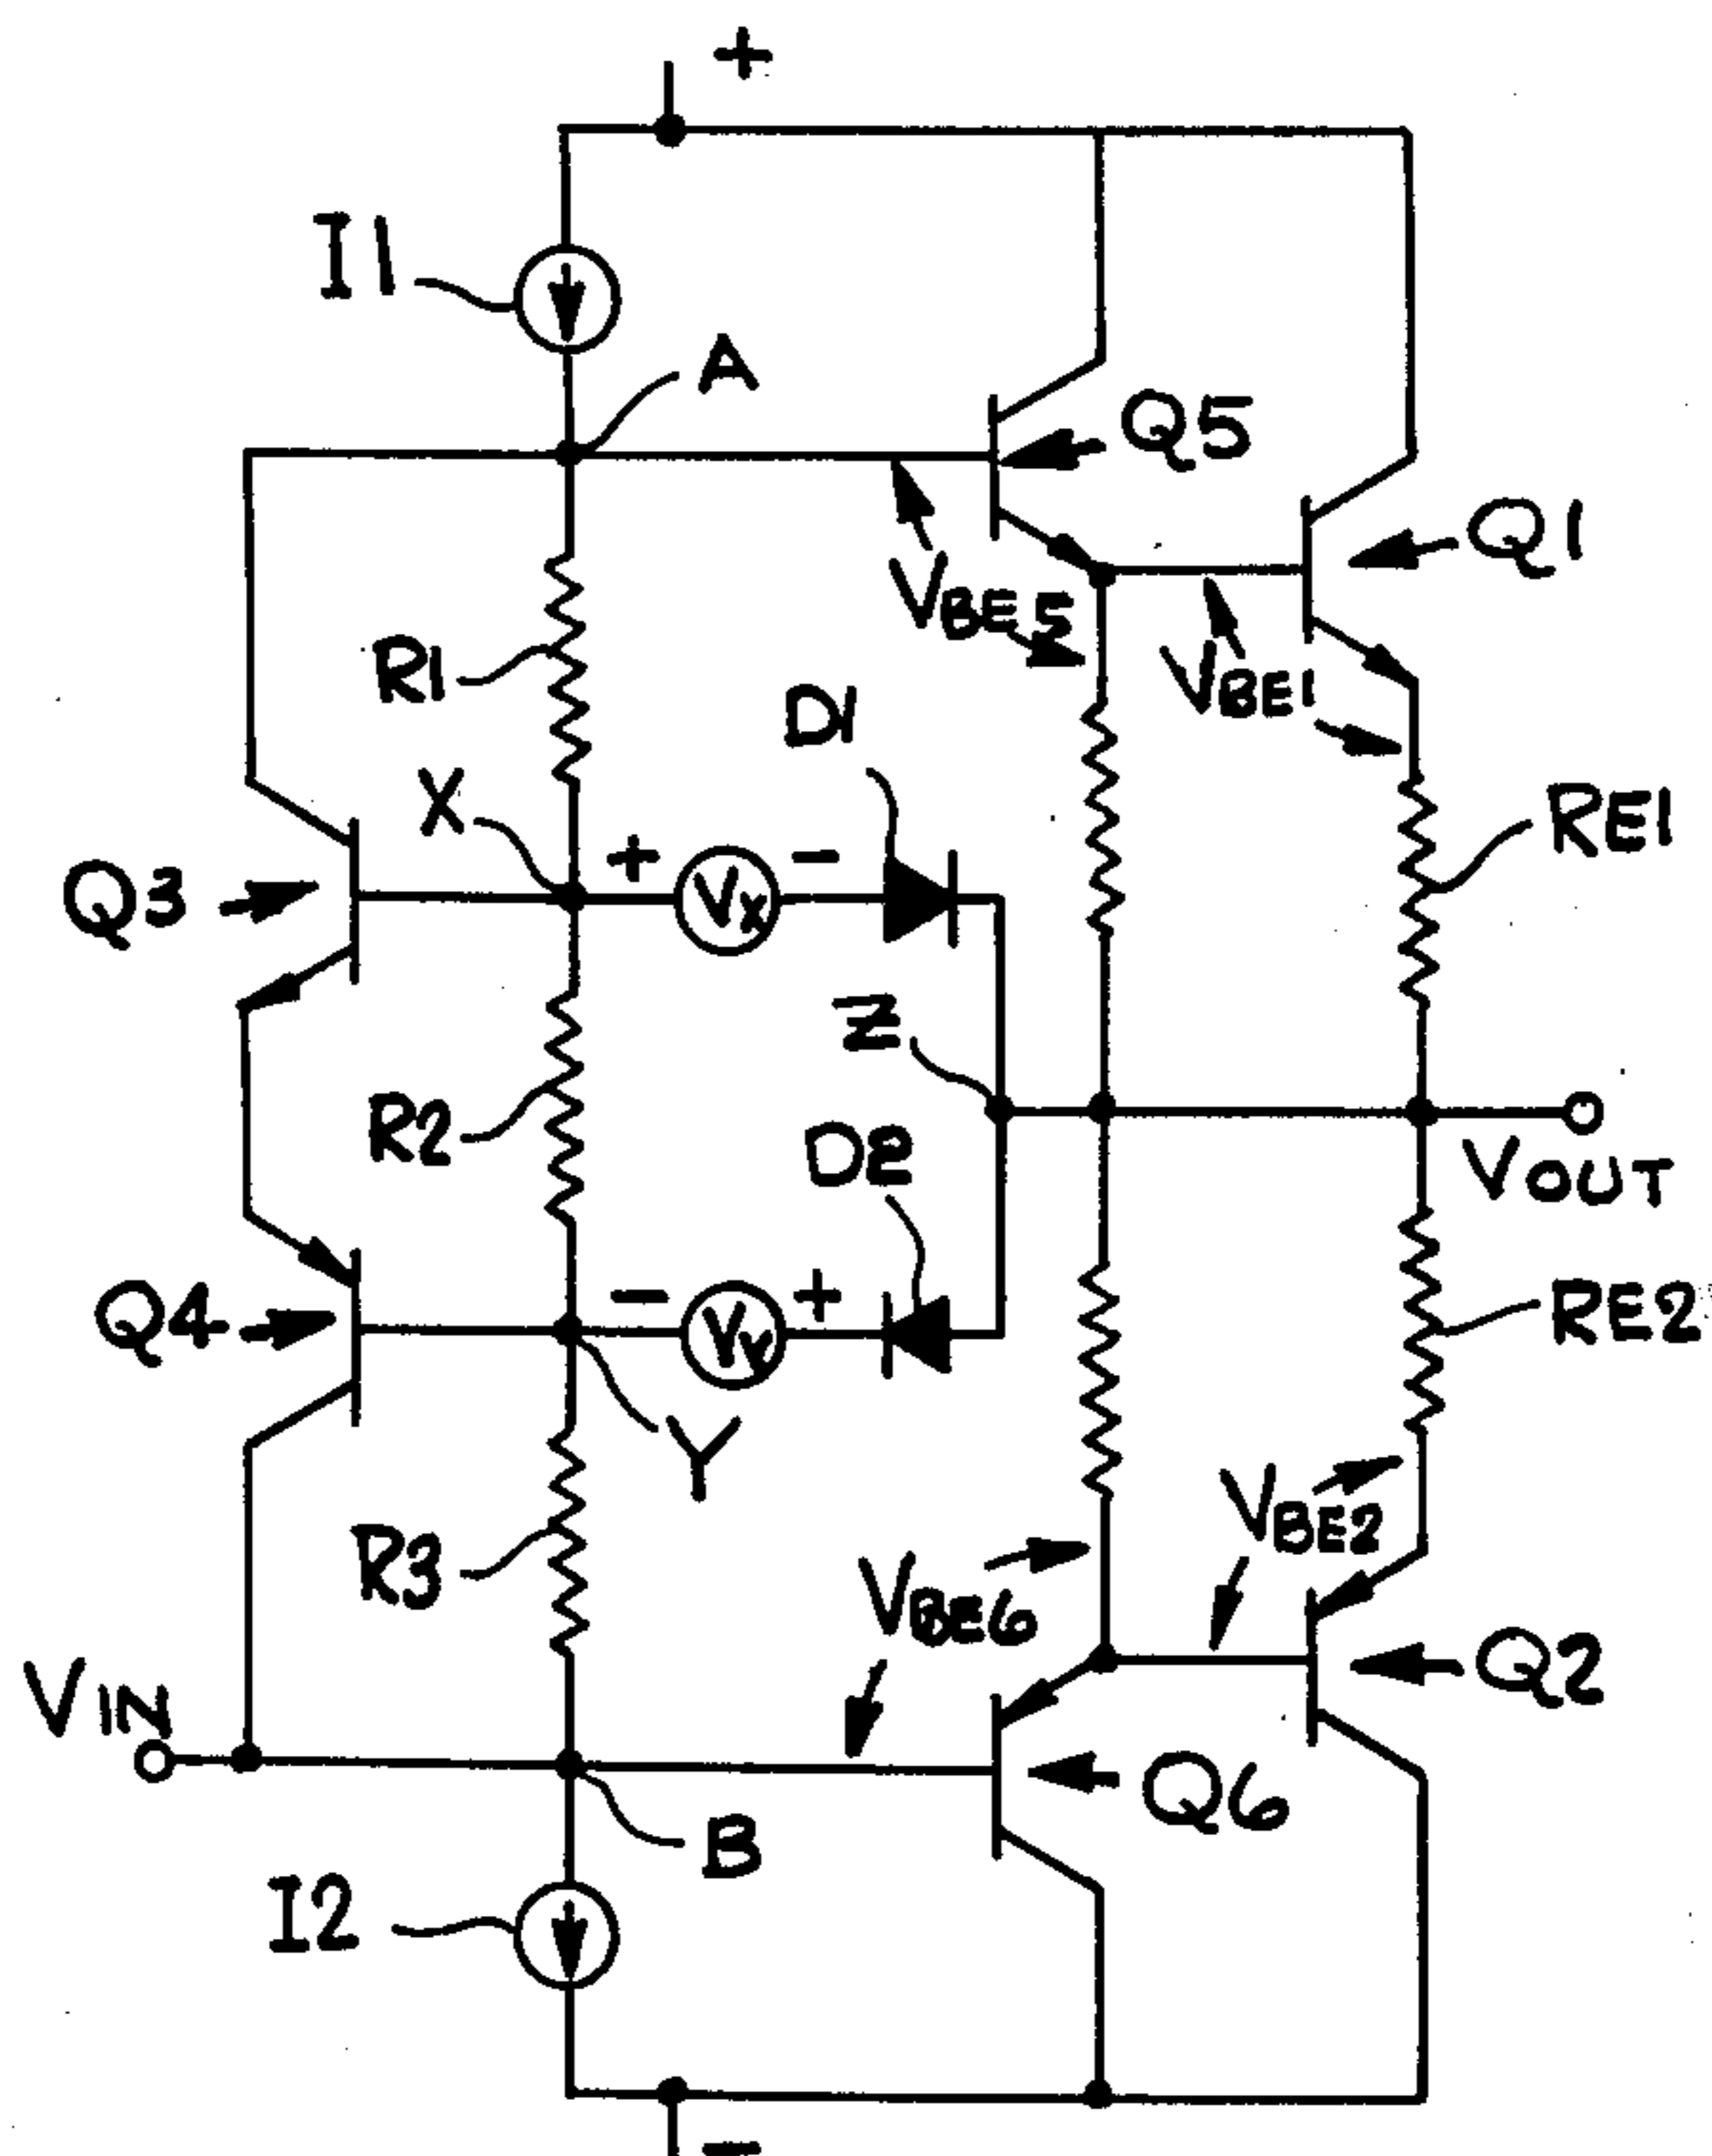 +
I1
A
Q5
Q1
VBE5
R1
VBE1
D1
X
+
-
RE1
Q3
VX
Z
R2
D2
VOUT
Q4
-
+
RE2
VY
Y
VBE2
R3
VBE6
VIN
Q2
Q6
B
I2
-